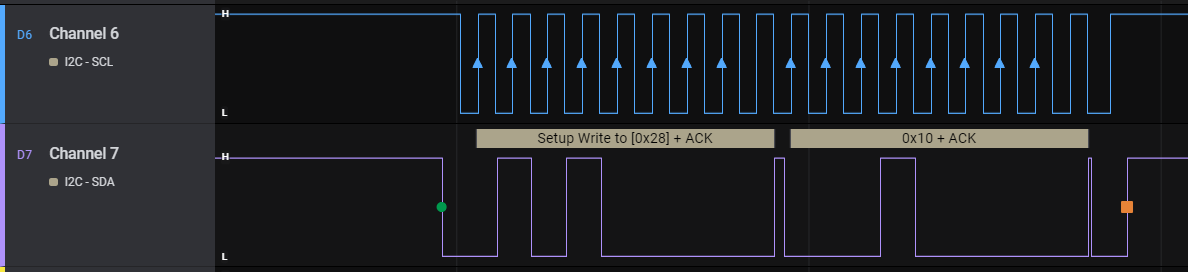 D6 Channel 6
I2C - SCL
H
L
Setup Write to [0x28] + ACK
0x10 + ACK
D7 Channel 7
I2C - SDA
H
L